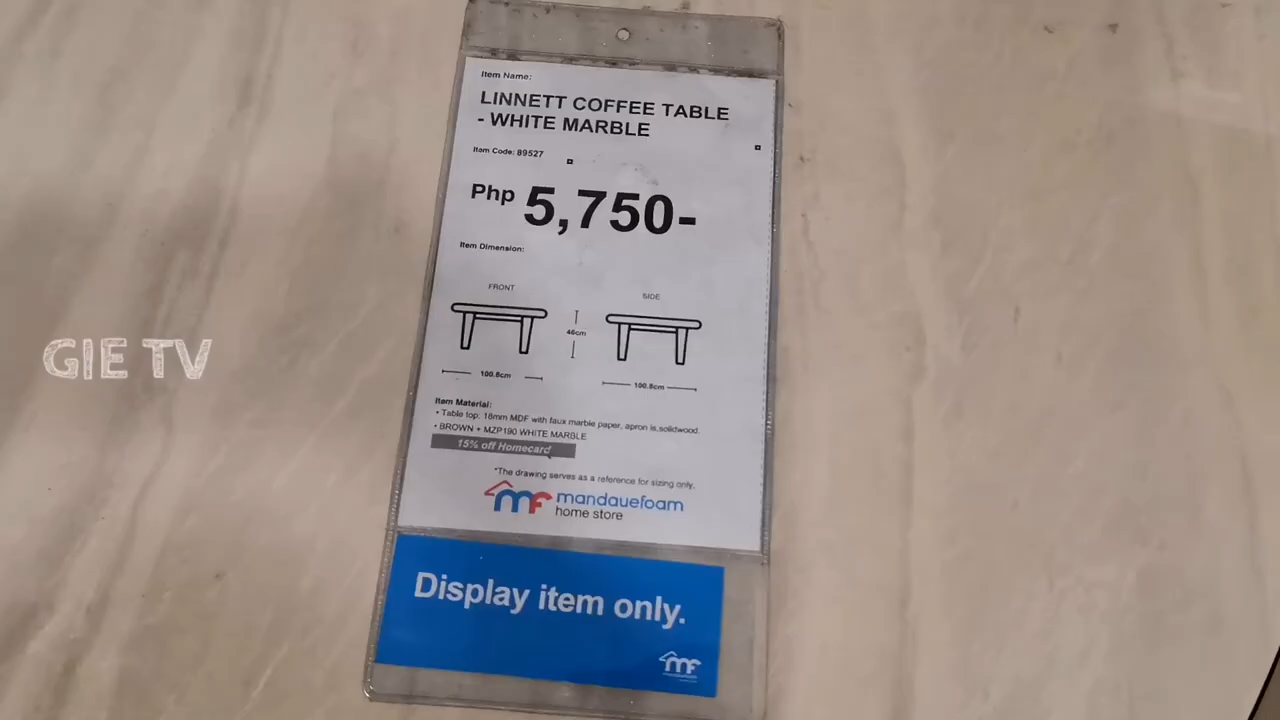 Item Name:
LINNETT COFFEE TABLE
- WHITE MARBLE
Item Code: 89527
Php 5,750-
Item Dimension:
FRONT
SIDE
46cm
100.8cm
100.8cm
Item Material:
• Table top: 18mm MDF with faux marble paper, apron is solidwood.
• BROWN + MZP190 WHITE MARBLE
15% off Homecard
*The drawing serves as a reference for sizing only.
mf mandauefoam
home store
Display item only.
mf
GIE TV